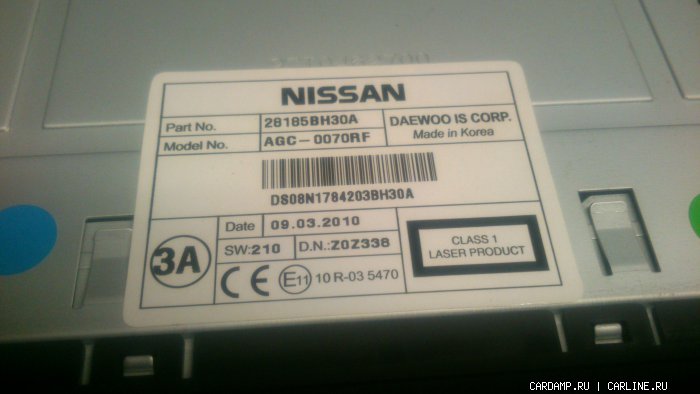 NISSAN
Part No. 28185BH30A DAEWOO IS CORP.
Model No. AGC-0070RF Made in Korea
DS08N1784203BH30A
Date 09.03.2010
3A SW:210 D.N.:Z0Z338 CLASS 1
LASER PRODUCT
CE E11 10 R-03 5470
CARDAMP.RU | CARLINE.RU